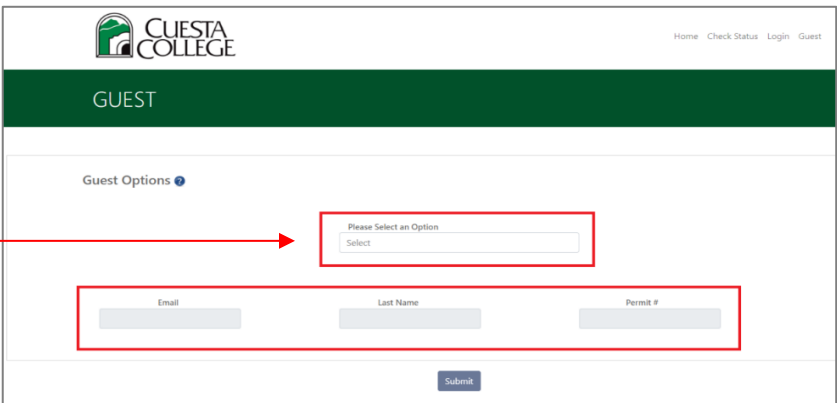 CUESTA
COLLEGE
Home Check Status Login Guest
GUEST
Guest Options ?
Please Select an Option
Select
Email Last Name Permit #
Submit